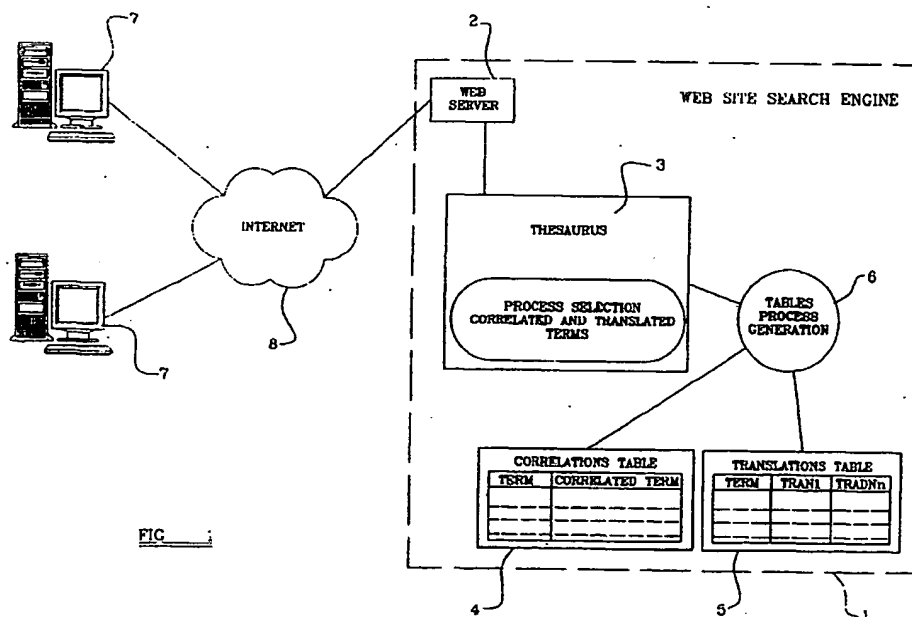 7
2
WEB
SERVER
WEB SITE SEARCH ENGINE
3
THESAURUS
INTERNET
PROCESS SELECTION
CORRELATED AND TRANSLATED
TERMS
6
TABLES
PROCESS
GENERATION
7
8
CORRELATIONS TABLE
TERM CORRELATED TERM
TRANSLATIONS TABLE
TERM TRAN1 TRADNn
FIG 1
4
5
1